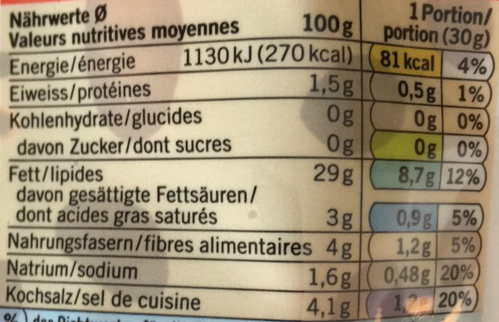 Nährwerte Ø
Valeurs nutritives moyennes 100g 1 Portion/ portion (30g)
Energie/énergie 1130 kJ (270 kcal) 81 kcal 4%
Eiweiss/protéines 1,5g 0,5g 1%
Kohlenhydrate/glucides 0g 0g 0%
davon Zucker/dont sucres 0g 0g 0%
Fett/lipides 29g 8,7g 12%
davon gesättigte Fettsäuren/
dont acides gras saturés 3g 0,9g 5%
Nahrungsfasern/fibres alimentaires 4g 1,2g 5%
Natrium/sodium 1,6g 0,48g 20%
Kochsalz/sel de cuisine 4,1g 20%